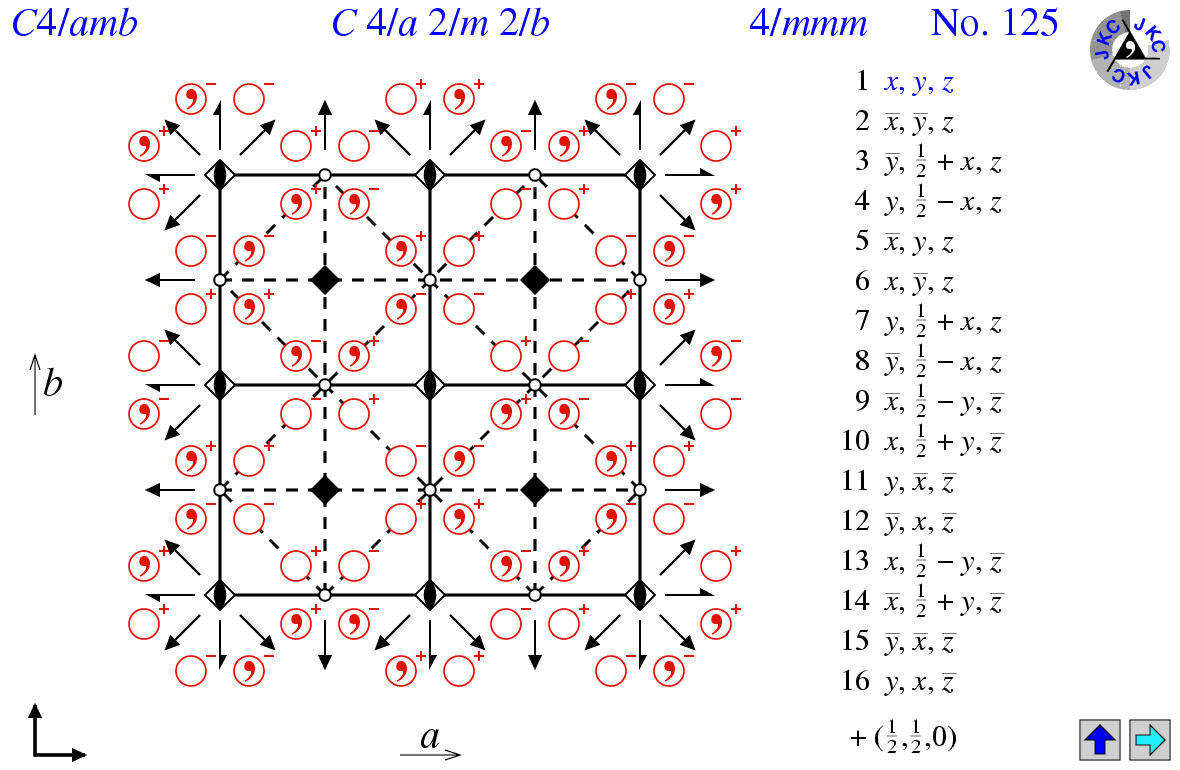 C4/amb C 4/a 2/m 2/b 4/mmm No. 125
JKC JKC JKC
1 x, y, z
2 x̅, y̅, z
3 y̅, 1/2 + x, z
4 y, 1/2 − x, z
5 x̅, y, z
6 x, y̅, z
7 y, 1/2 + x, z
8 y̅, 1/2 − x, z
9 x̅, 1/2 − y, z̅
10 x, 1/2 + y, z̅
11 y, x̅, z̅
12 y̅, x, z̅
13 x, 1/2 − y, z̅
14 x̅, 1/2 + y, z̅
15 y̅, x̅, z̅
16 y, x, z̅
+ (1/2,1/2,0)
b
a